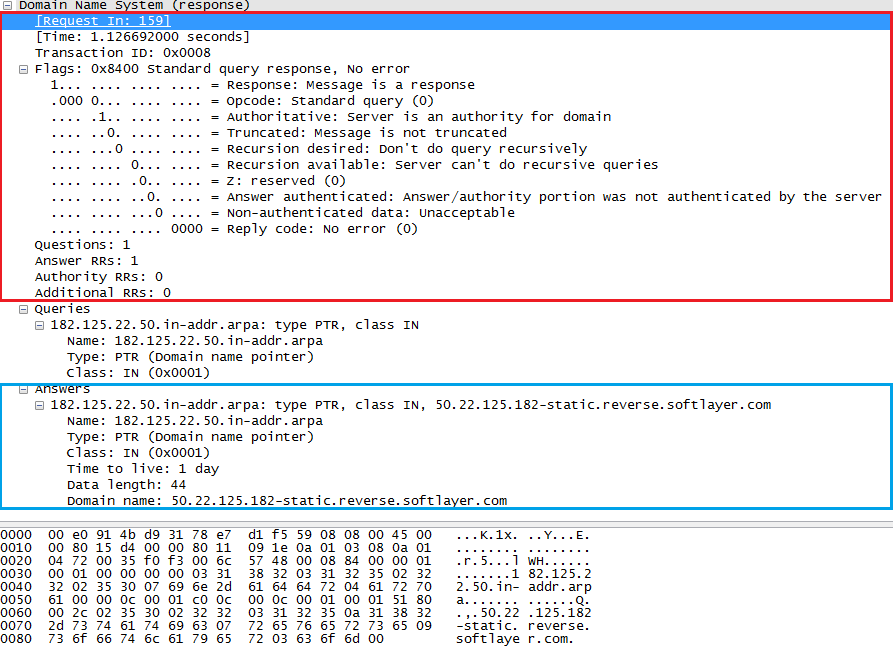 Domain Name System (response)
[Request In: 159]
[Time: 1.126692000 seconds]
Transaction ID: 0x0008
Flags: 0x8400 Standard query response, No error
1... .... .... .... = Response: Message is a response
.000 0... .... .... = Opcode: Standard query (0)
.... .1.. .... .... = Authoritative: Server is an authority for domain
.... ..0. .... .... = Truncated: Message is not truncated
.... ...0 .... .... = Recursion desired: Don't do query recursively
.... .... 0... .... = Recursion available: Server can't do recursive queries
.... .... .0.. .... = Z: reserved (0)
.... .... ..0. .... = Answer authenticated: Answer/authority portion was not authenticated by the server
.... .... ...0 .... = Non-authenticated data: Unacceptable
.... .... .... 0000 = Reply code: No error (0)
Questions: 1
Answer RRs: 1
Authority RRs: 0
Additional RRs: 0
Queries
182.125.22.50.in-addr.arpa: type PTR, class IN
Name: 182.125.22.50.in-addr.arpa
Type: PTR (Domain name pointer)
Class: IN (0x0001)
Answers
182.125.22.50.in-addr.arpa: type PTR, class IN, 50.22.125.182-static.reverse.softlayer.com
Name: 182.125.22.50.in-addr.arpa
Type: PTR (Domain name pointer)
Class: IN (0x0001)
Time to live: 1 day
Data length: 44
Domain name: 50.22.125.182-static.reverse.softlayer.com
0000 00 e0 91 4b d9 31 78 e7 d1 f5 59 08 08 00 45 00 ...K.1x. ..Y...E.
0010 00 80 15 d4 00 00 80 11 09 1e 0a 01 03 08 0a 01 ........ ........
0020 04 72 00 35 f0 f3 00 6c 57 48 00 08 84 00 00 01 .r.5...l WH......
0030 00 01 00 00 00 00 03 31 38 32 03 31 32 35 02 32 .......1 82.125.2
0040 32 02 35 30 07 69 6e 2d 61 64 64 72 04 61 72 70 2.50.in- addr.arp
0050 61 00 00 0c 00 01 c0 0c 00 0c 00 01 00 01 51 80 a....... ......Q.
0060 00 2c 02 35 30 02 32 32 03 31 32 35 0a 31 38 32 .,.50.22 .125.182
0070 2d 73 74 61 74 69 63 07 72 65 76 65 72 73 65 09 -static. reverse.
0080 73 6f 66 74 6c 61 79 65 72 03 63 6f 6d 00 softlaye r.com.